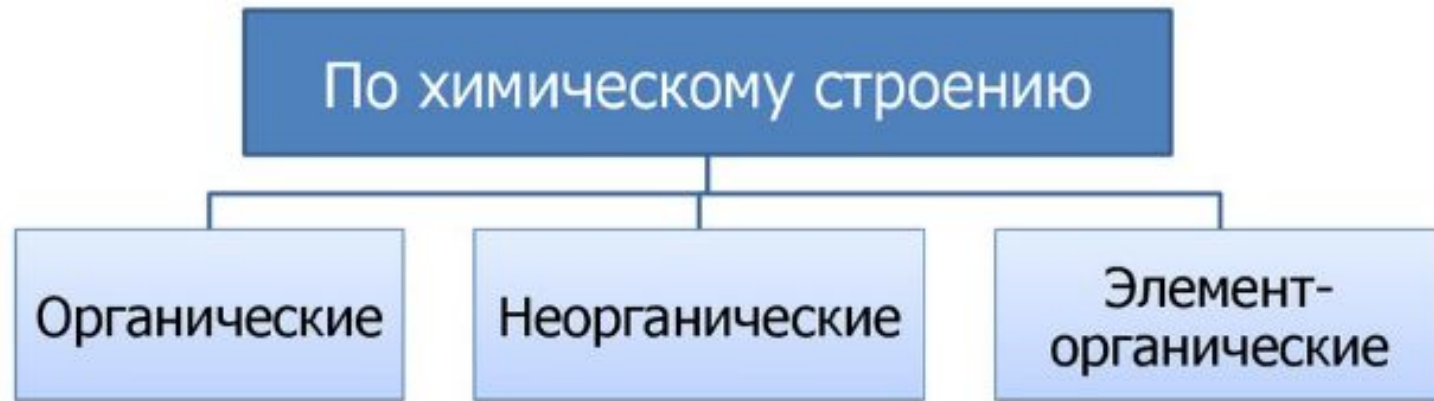 По химическому строению
Органические
Неорганические
Элемент-
органические